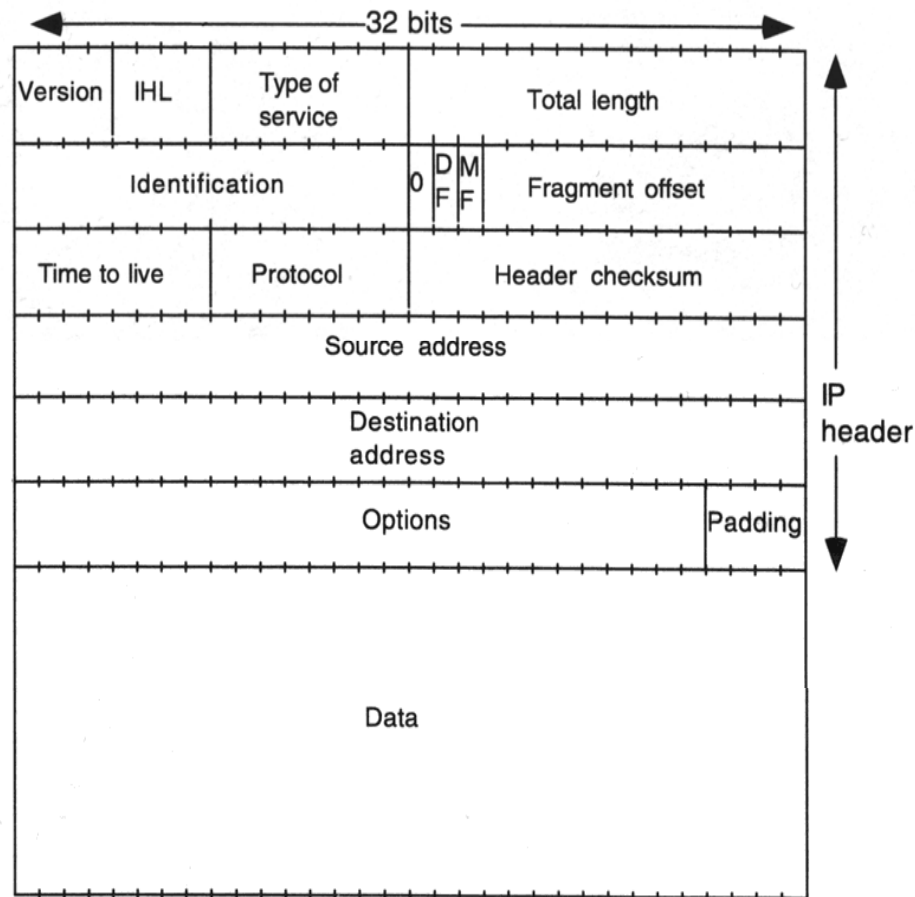 32 bits
Version
IHL
Type of
service
Total length
Identification
0
D
F
M
F
Fragment offset
Time to live
Protocol
Header checksum
Source address
Destination
address
IP
header
Options
Padding
Data